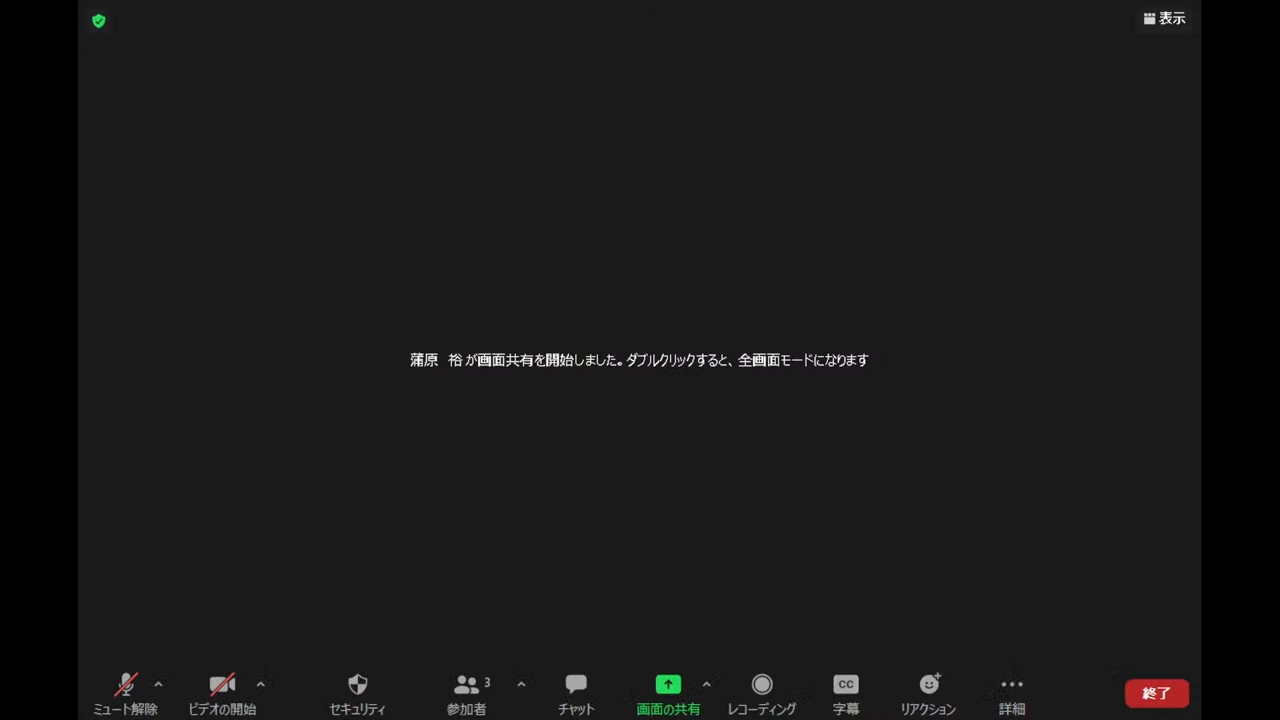 表示
蒲原　裕 が画面共有を開始しました。ダブルクリックすると、全画面モードになります
ミュート解除
ビデオの開始
セキュリティ
3
参加者
チャット
画面の共有
レコーディング
CC
字幕
リアクション
詳細
終了